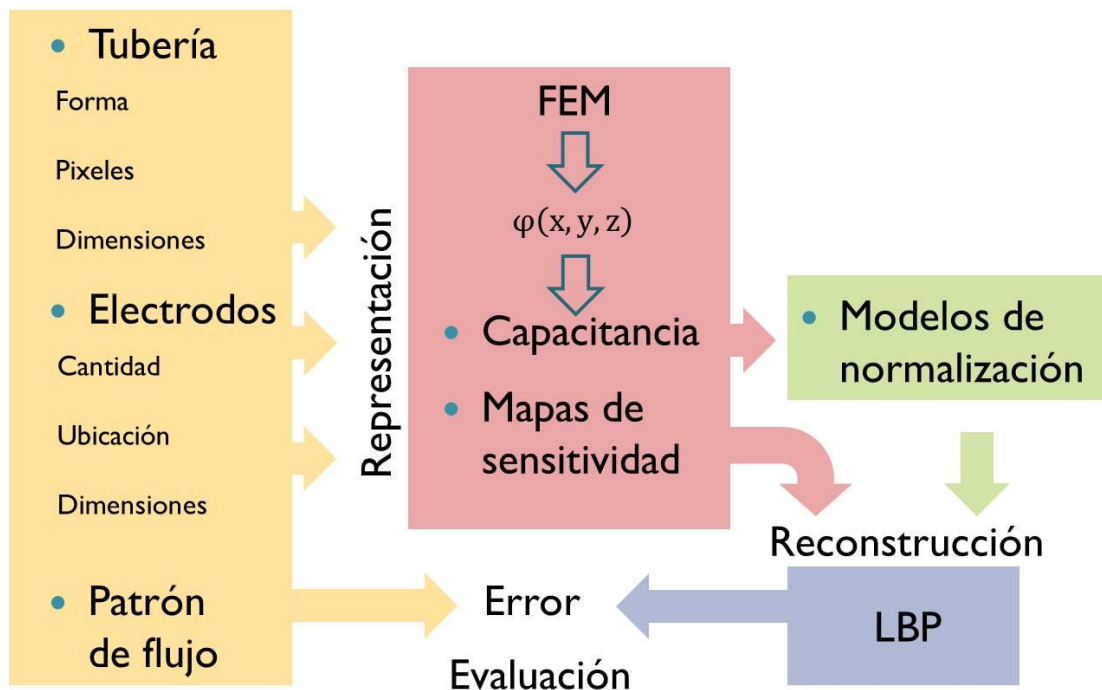 • Tubería
Forma
Pixeles
Dimensiones
• Electrodos
Cantidad
Ubicación
Dimensiones
• Patrón
de flujo
Representación
FEM
φ(x, y, z)
• Capacitancia
• Mapas de
sensitividad
• Modelos de
normalización
Reconstrucción
LBP
Error
Evaluación